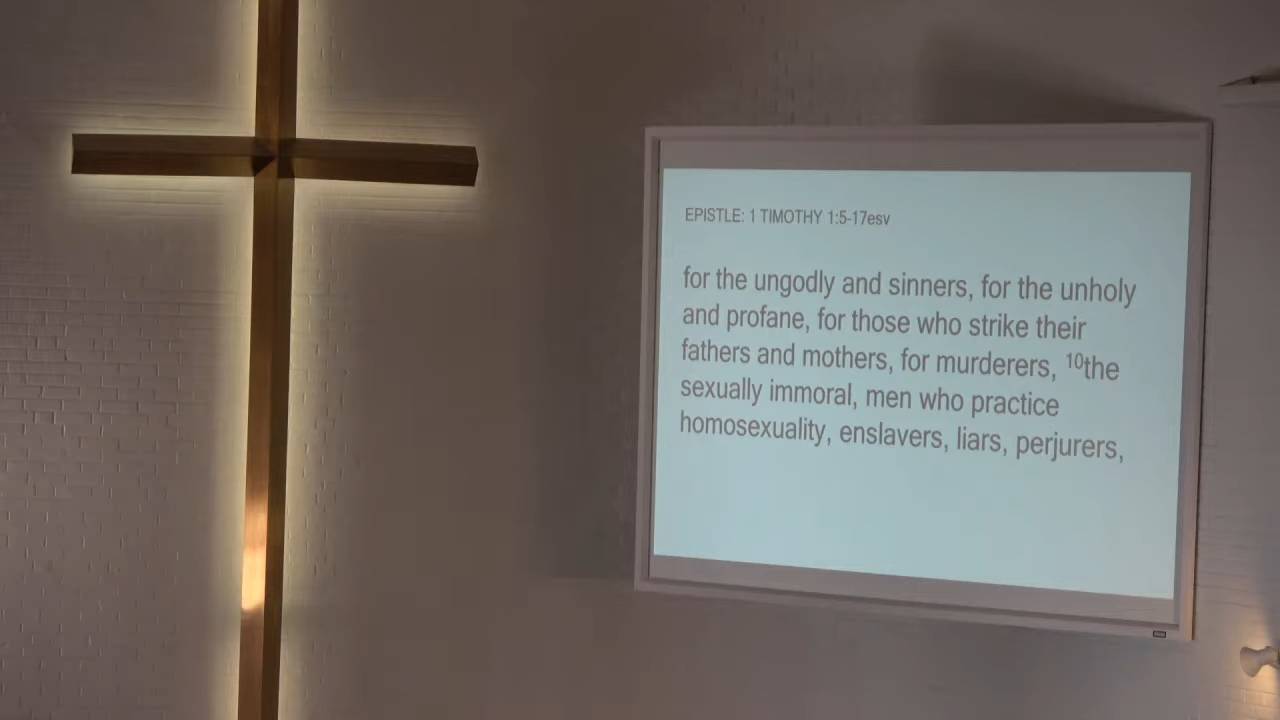 EPISTLE: 1 TIMOTHY 1:5-17esv
for the ungodly and sinners, for the unholy
and profane, for those who strike their
fathers and mothers, for murderers, ¹⁰the
sexually immoral, men who practice
homosexuality, enslavers, liars, perjurers,